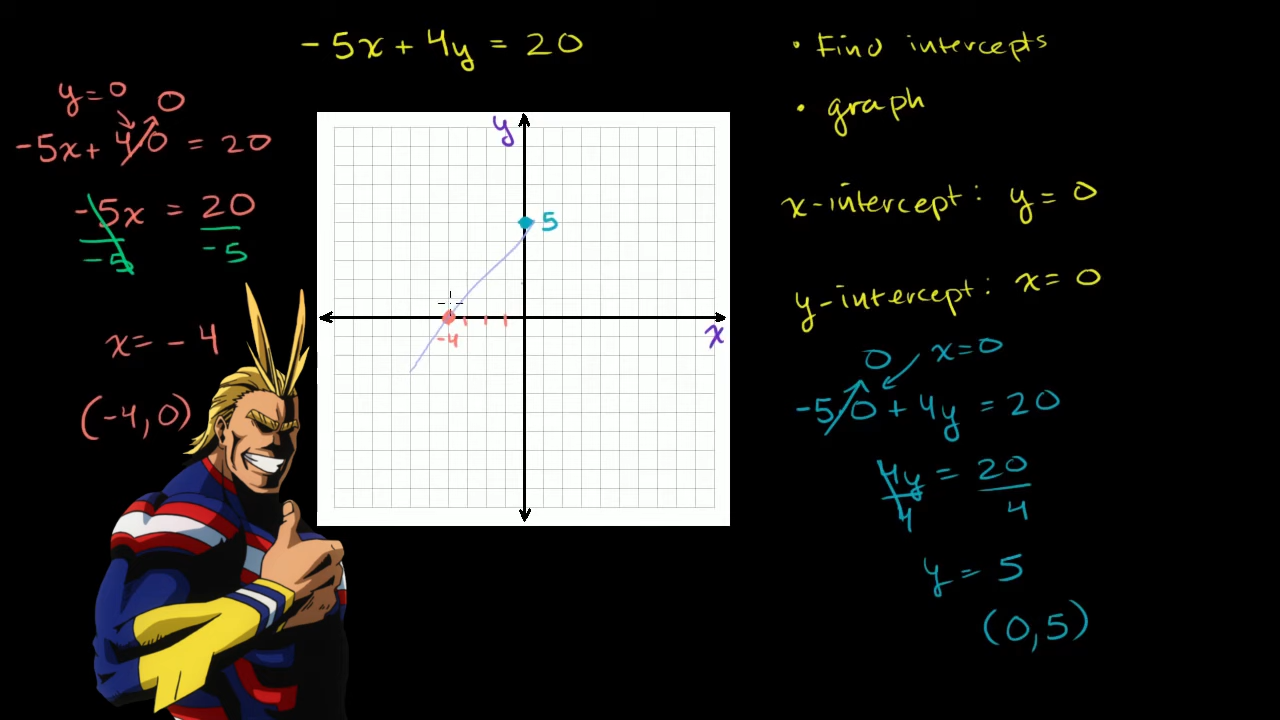 -5x + 4y = 20
y=0
0
-5x + 4·0 = 20
-5x = 20
-5 -5
x = -4
(-4, 0)
y
5
-4
x
• Find intercepts
• graph
x-intercept: y = 0
y-intercept: x = 0
0 x=0
-5·0 + 4y = 20
4y = 20
4 4
y = 5
(0,5)